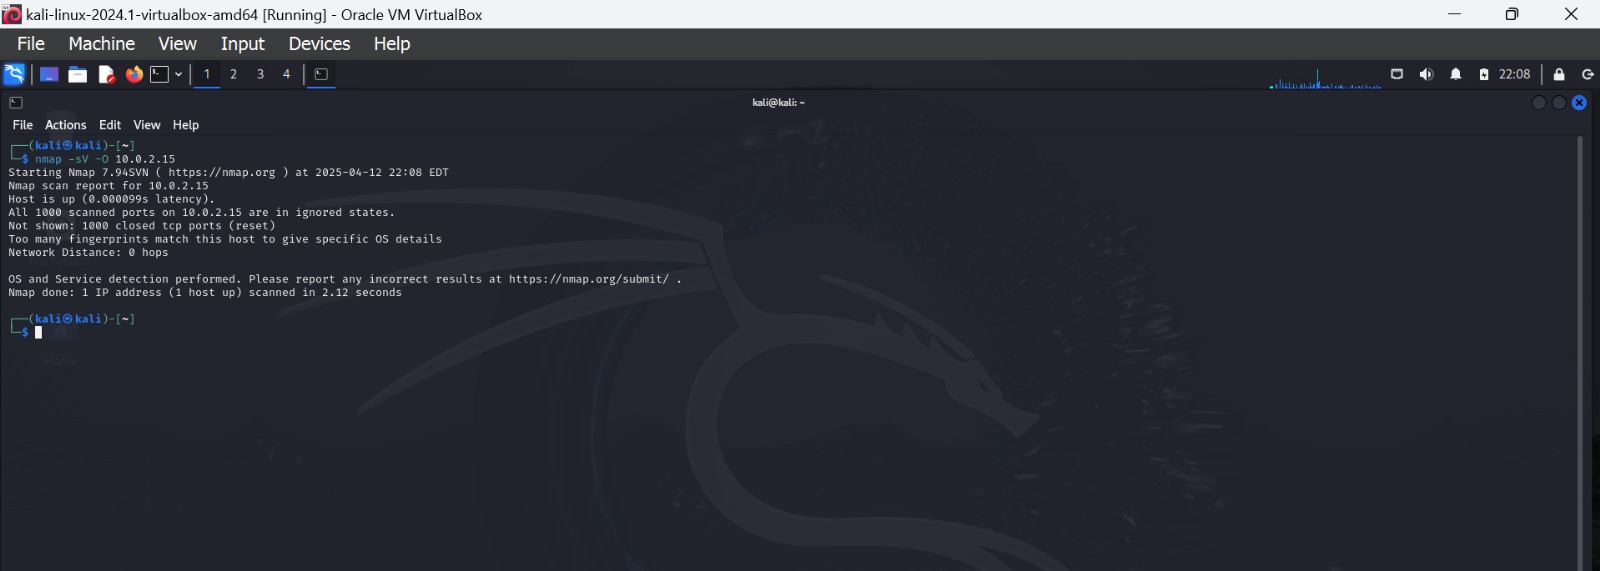 kali-linux-2024.1-virtualbox-amd64 [Running] - Oracle VM VirtualBox
File Machine View Input Devices Help
1 2 3 4 22:08
kali@kali: ~
File Actions Edit View Help
┌──(kali㉿kali)-[~]
└─$ nmap -sV -O 10.0.2.15
Starting Nmap 7.94SVN ( https://nmap.org ) at 2025-04-12 22:08 EDT
Nmap scan report for 10.0.2.15
Host is up (0.000099s latency).
All 1000 scanned ports on 10.0.2.15 are in ignored states.
Not shown: 1000 closed tcp ports (reset)
Too many fingerprints match this host to give specific OS details
Network Distance: 0 hops
OS and Service detection performed. Please report any incorrect results at https://nmap.org/submit/ .
Nmap done: 1 IP address (1 host up) scanned in 2.12 seconds
┌──(kali㉿kali)-[~]
└─$
Home